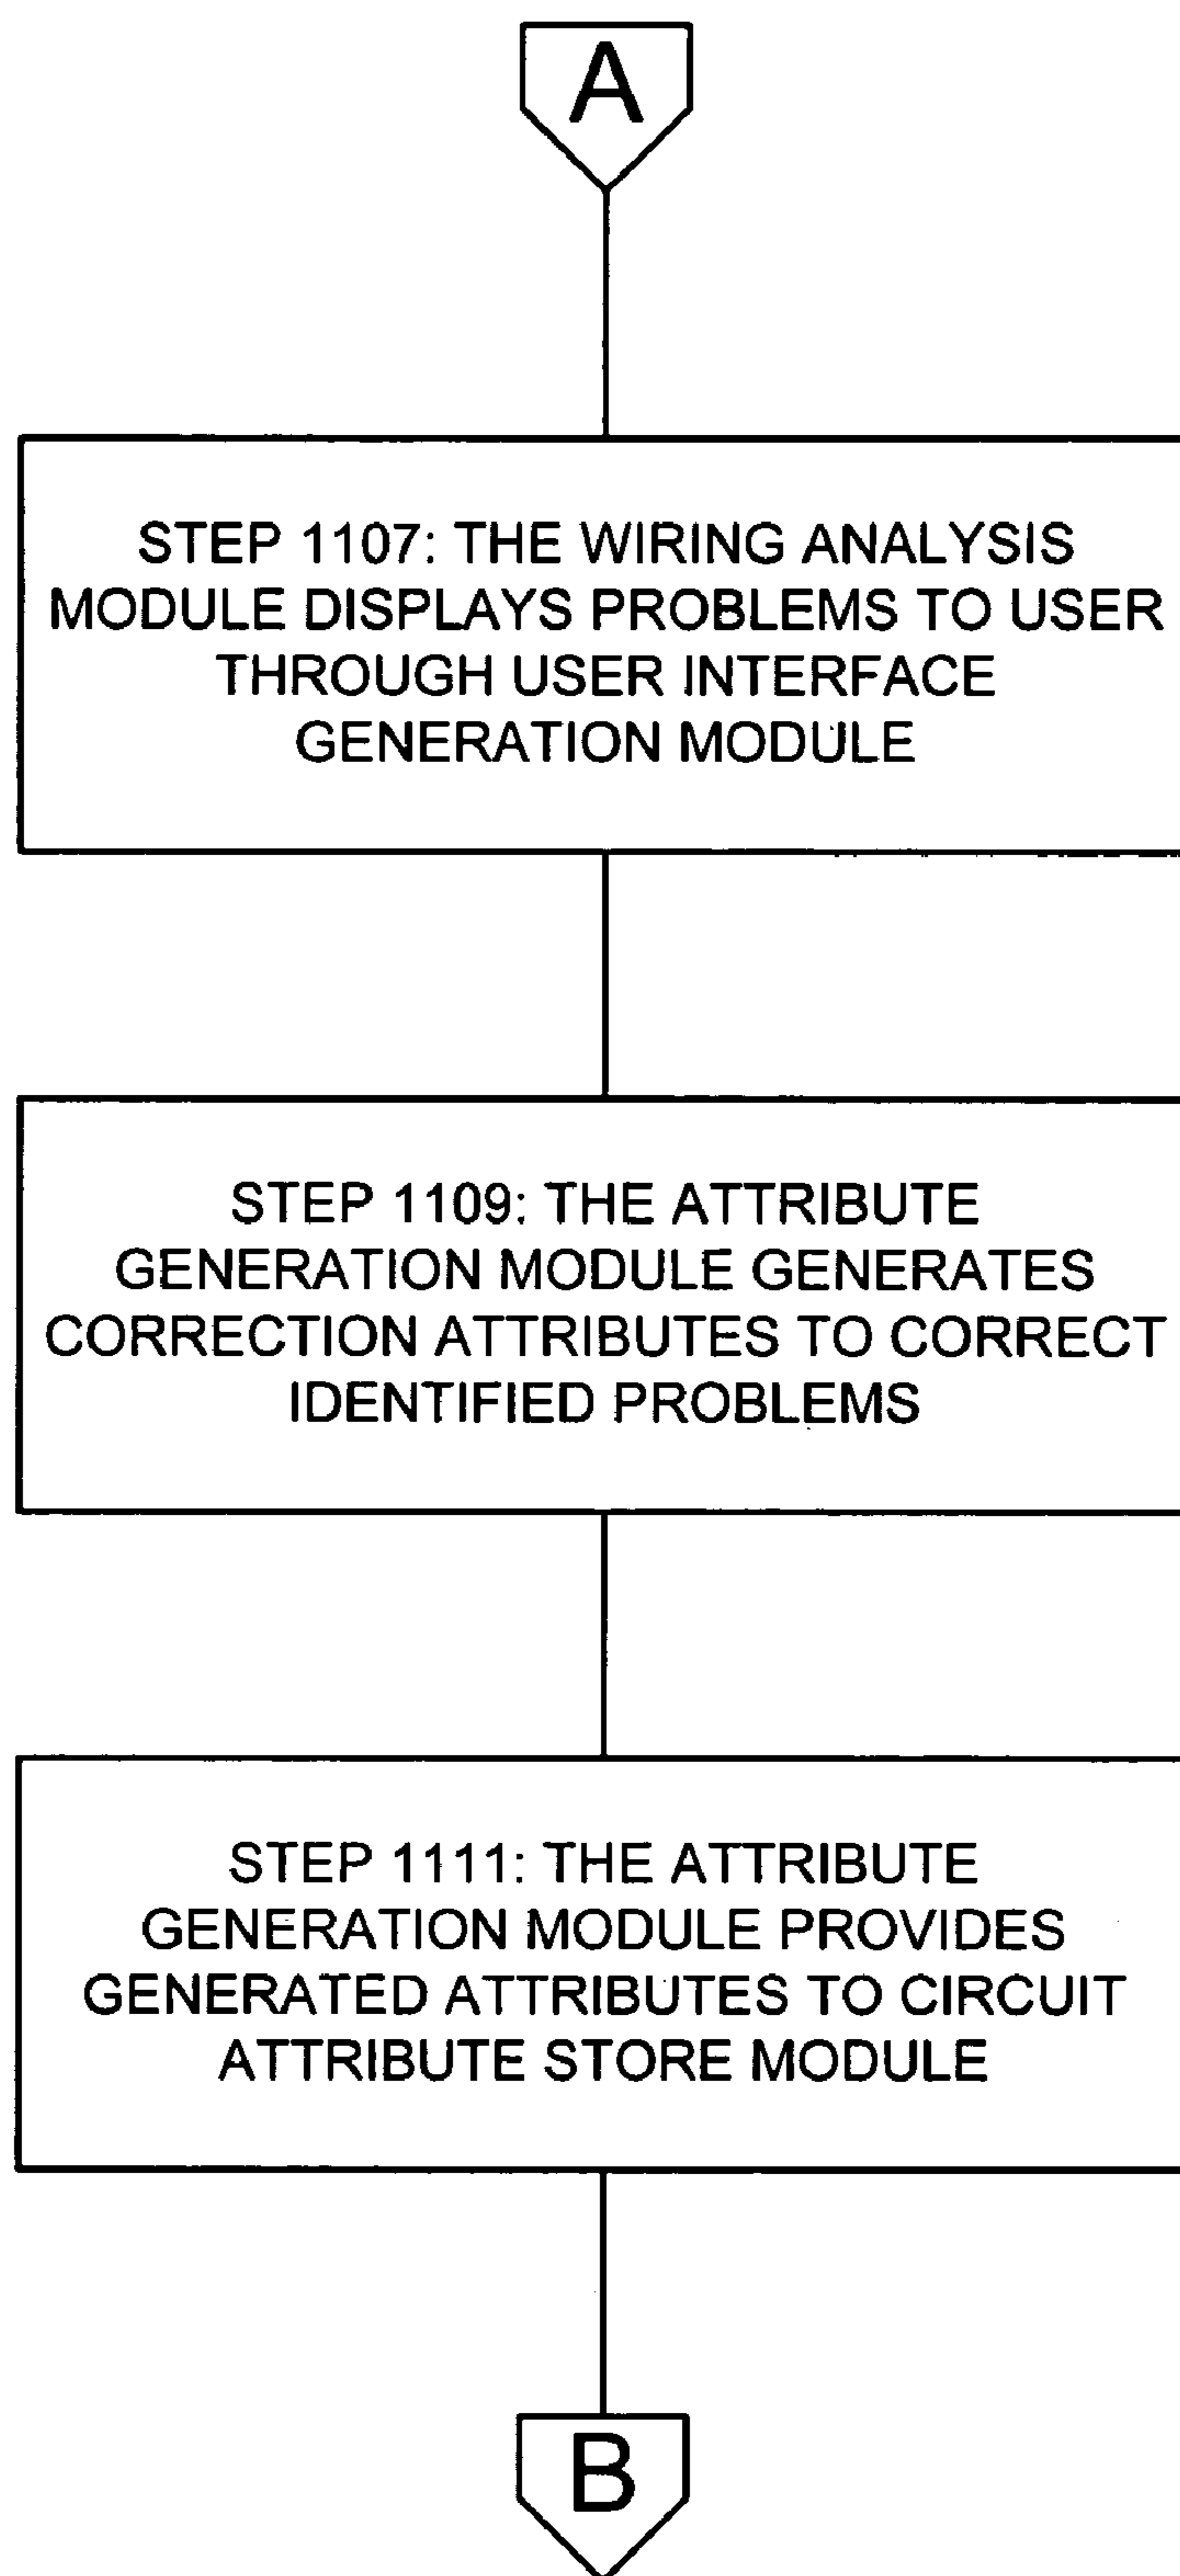 A
STEP 1107: THE WIRING ANALYSIS
MODULE DISPLAYS PROBLEMS TO USER
THROUGH USER INTERFACE
GENERATION MODULE
STEP 1109: THE ATTRIBUTE
GENERATION MODULE GENERATES
CORRECTION ATTRIBUTES TO CORRECT
IDENTIFIED PROBLEMS
STEP 1111: THE ATTRIBUTE
GENERATION MODULE PROVIDES
GENERATED ATTRIBUTES TO CIRCUIT
ATTRIBUTE STORE MODULE
B